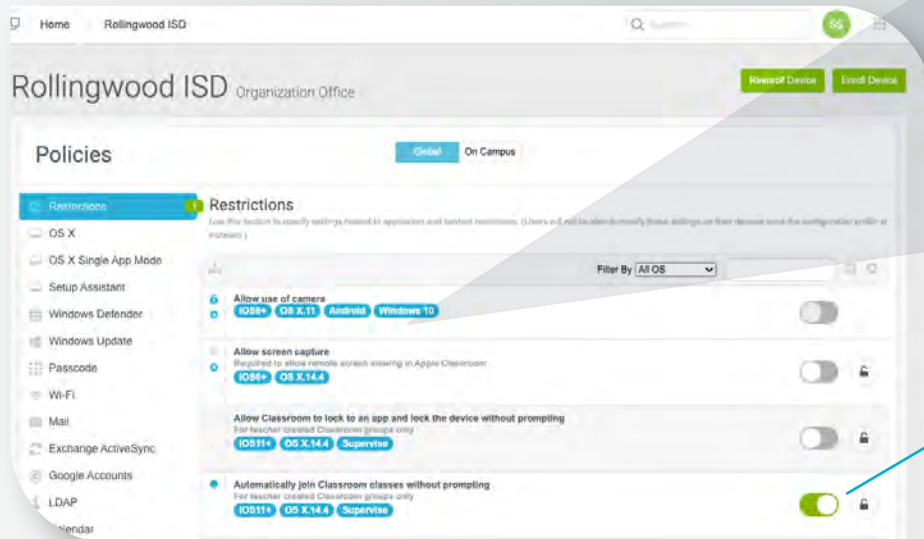 Home Rollingwood ISD
SS
Rollingwood ISD Organization Office
Enroll Device
Policies
Global On Campus
Restrictions
OS X
OS X Single App Mode
Setup Assistant
Windows Defender
Windows Update
Passcode
Wi-Fi
Mail
Exchange ActiveSync
Google Accounts
LDAP
Restrictions
Filter By All OS
Allow use of camera
IOS6+ OS X.11 Android Windows 10
Allow screen capture
Required to allow remote screen viewing in Apple Classroom
IOS6+ OS X.14.4
Allow Classroom to lock to an app and lock the device without prompting
For teacher created Classroom groups only
IOS11+ OS X.14.4 Supervise
Automatically join Classroom classes without prompting
For teacher created Classroom groups only
IOS11+ OS X.14.4 Supervise